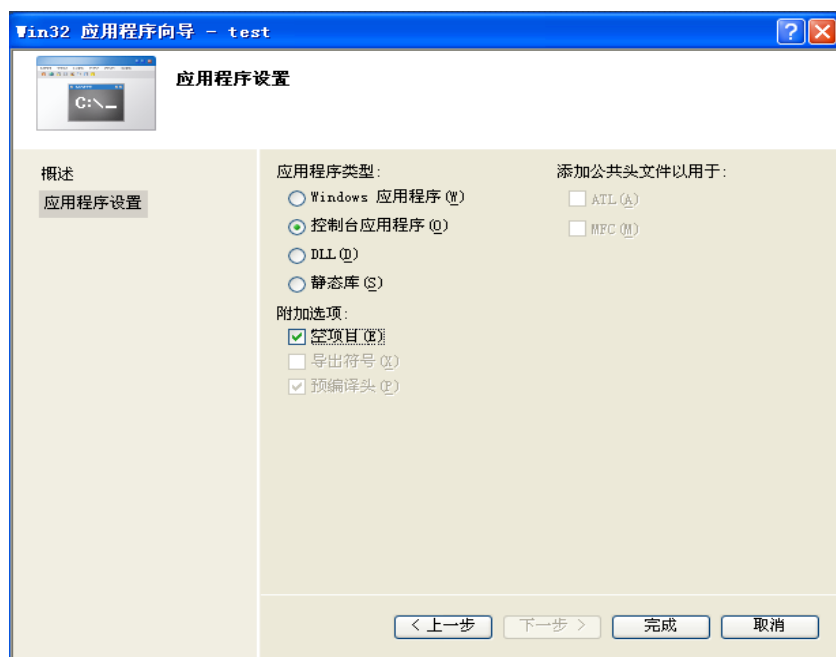 Win32 应用程序向导 - test
C:\_
应用程序设置
概述
应用程序设置
应用程序类型:
Windows 应用程序(W)
控制台应用程序(O)
DLL(D)
静态库(S)
附加选项:
空项目(E)
导出符号(X)
预编译头(P)
添加公共头文件以用于:
ATL(A)
MFC(M)
< 上一步
下一步 >
完成
取消